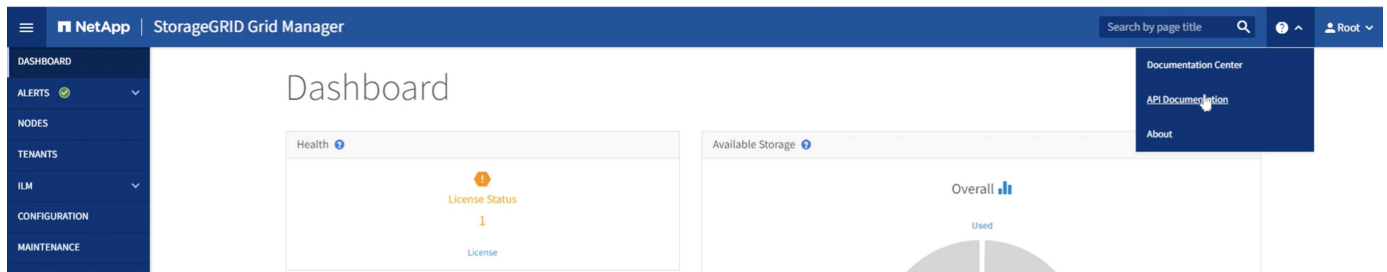 NetApp | StorageGRID Grid Manager
Search by page title
Root
DASHBOARD
ALERTS
NODES
TENANTS
ILM
CONFIGURATION
MAINTENANCE
Documentation Center
API Documentation
About
Dashboard
Health
License Status
1
License
Available Storage
Overall
Used